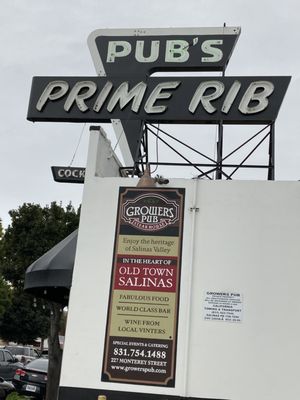 PUB'S
PRIME RIB
COCK
GROWERS
PUB
STEAK HOUSE
Enjoy the heritage
of Salinas Valley
IN THE HEART OF
OLD TOWN
SALINAS
FABULOUS FOOD
WORLD CLASS BAR
WINE FROM
LOCAL VINTERS
SPECIAL EVENTS & CATERING
831.754.1488
227 MONTEREY STREET
www.growerspub.com
GROWERS PUB